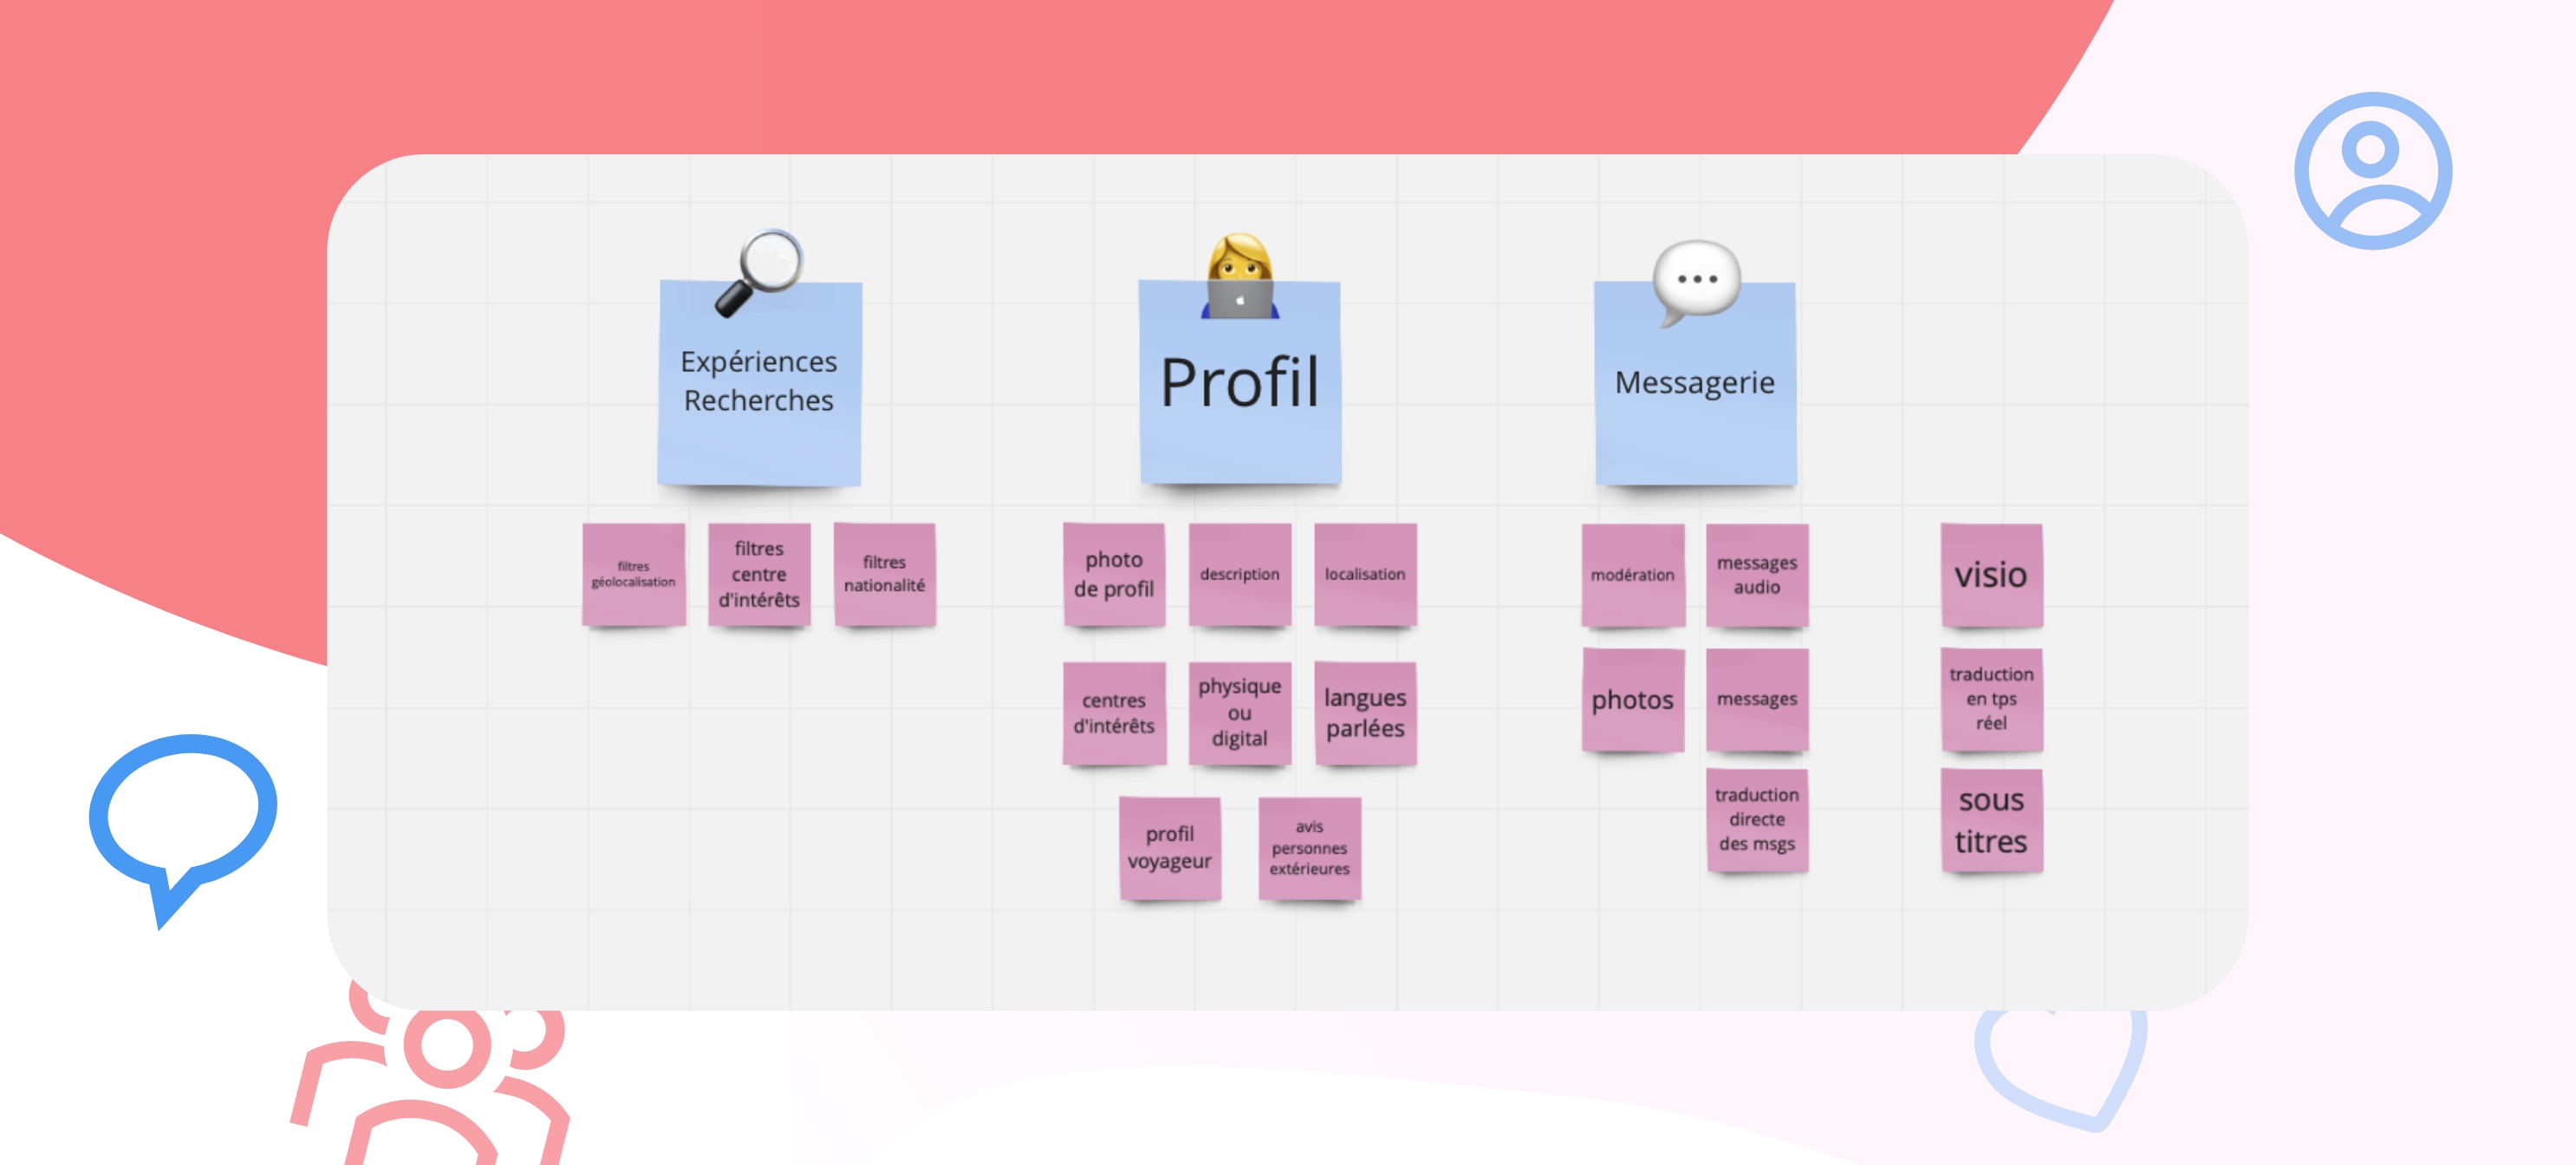 Expériences
Recherches
Profil
Messagerie
filtres
géolocalisation
filtres
centre
d'intérêts
filtres
nationalité
photo
de profil
description
localisation
centres
d'intérêts
physique
ou
digital
langues
parlées
profil
voyageur
avis
personnes
extérieures
modération
messages
audio
photos
messages
traduction
directe
des msgs
visio
traduction
en tps
réel
sous
titres